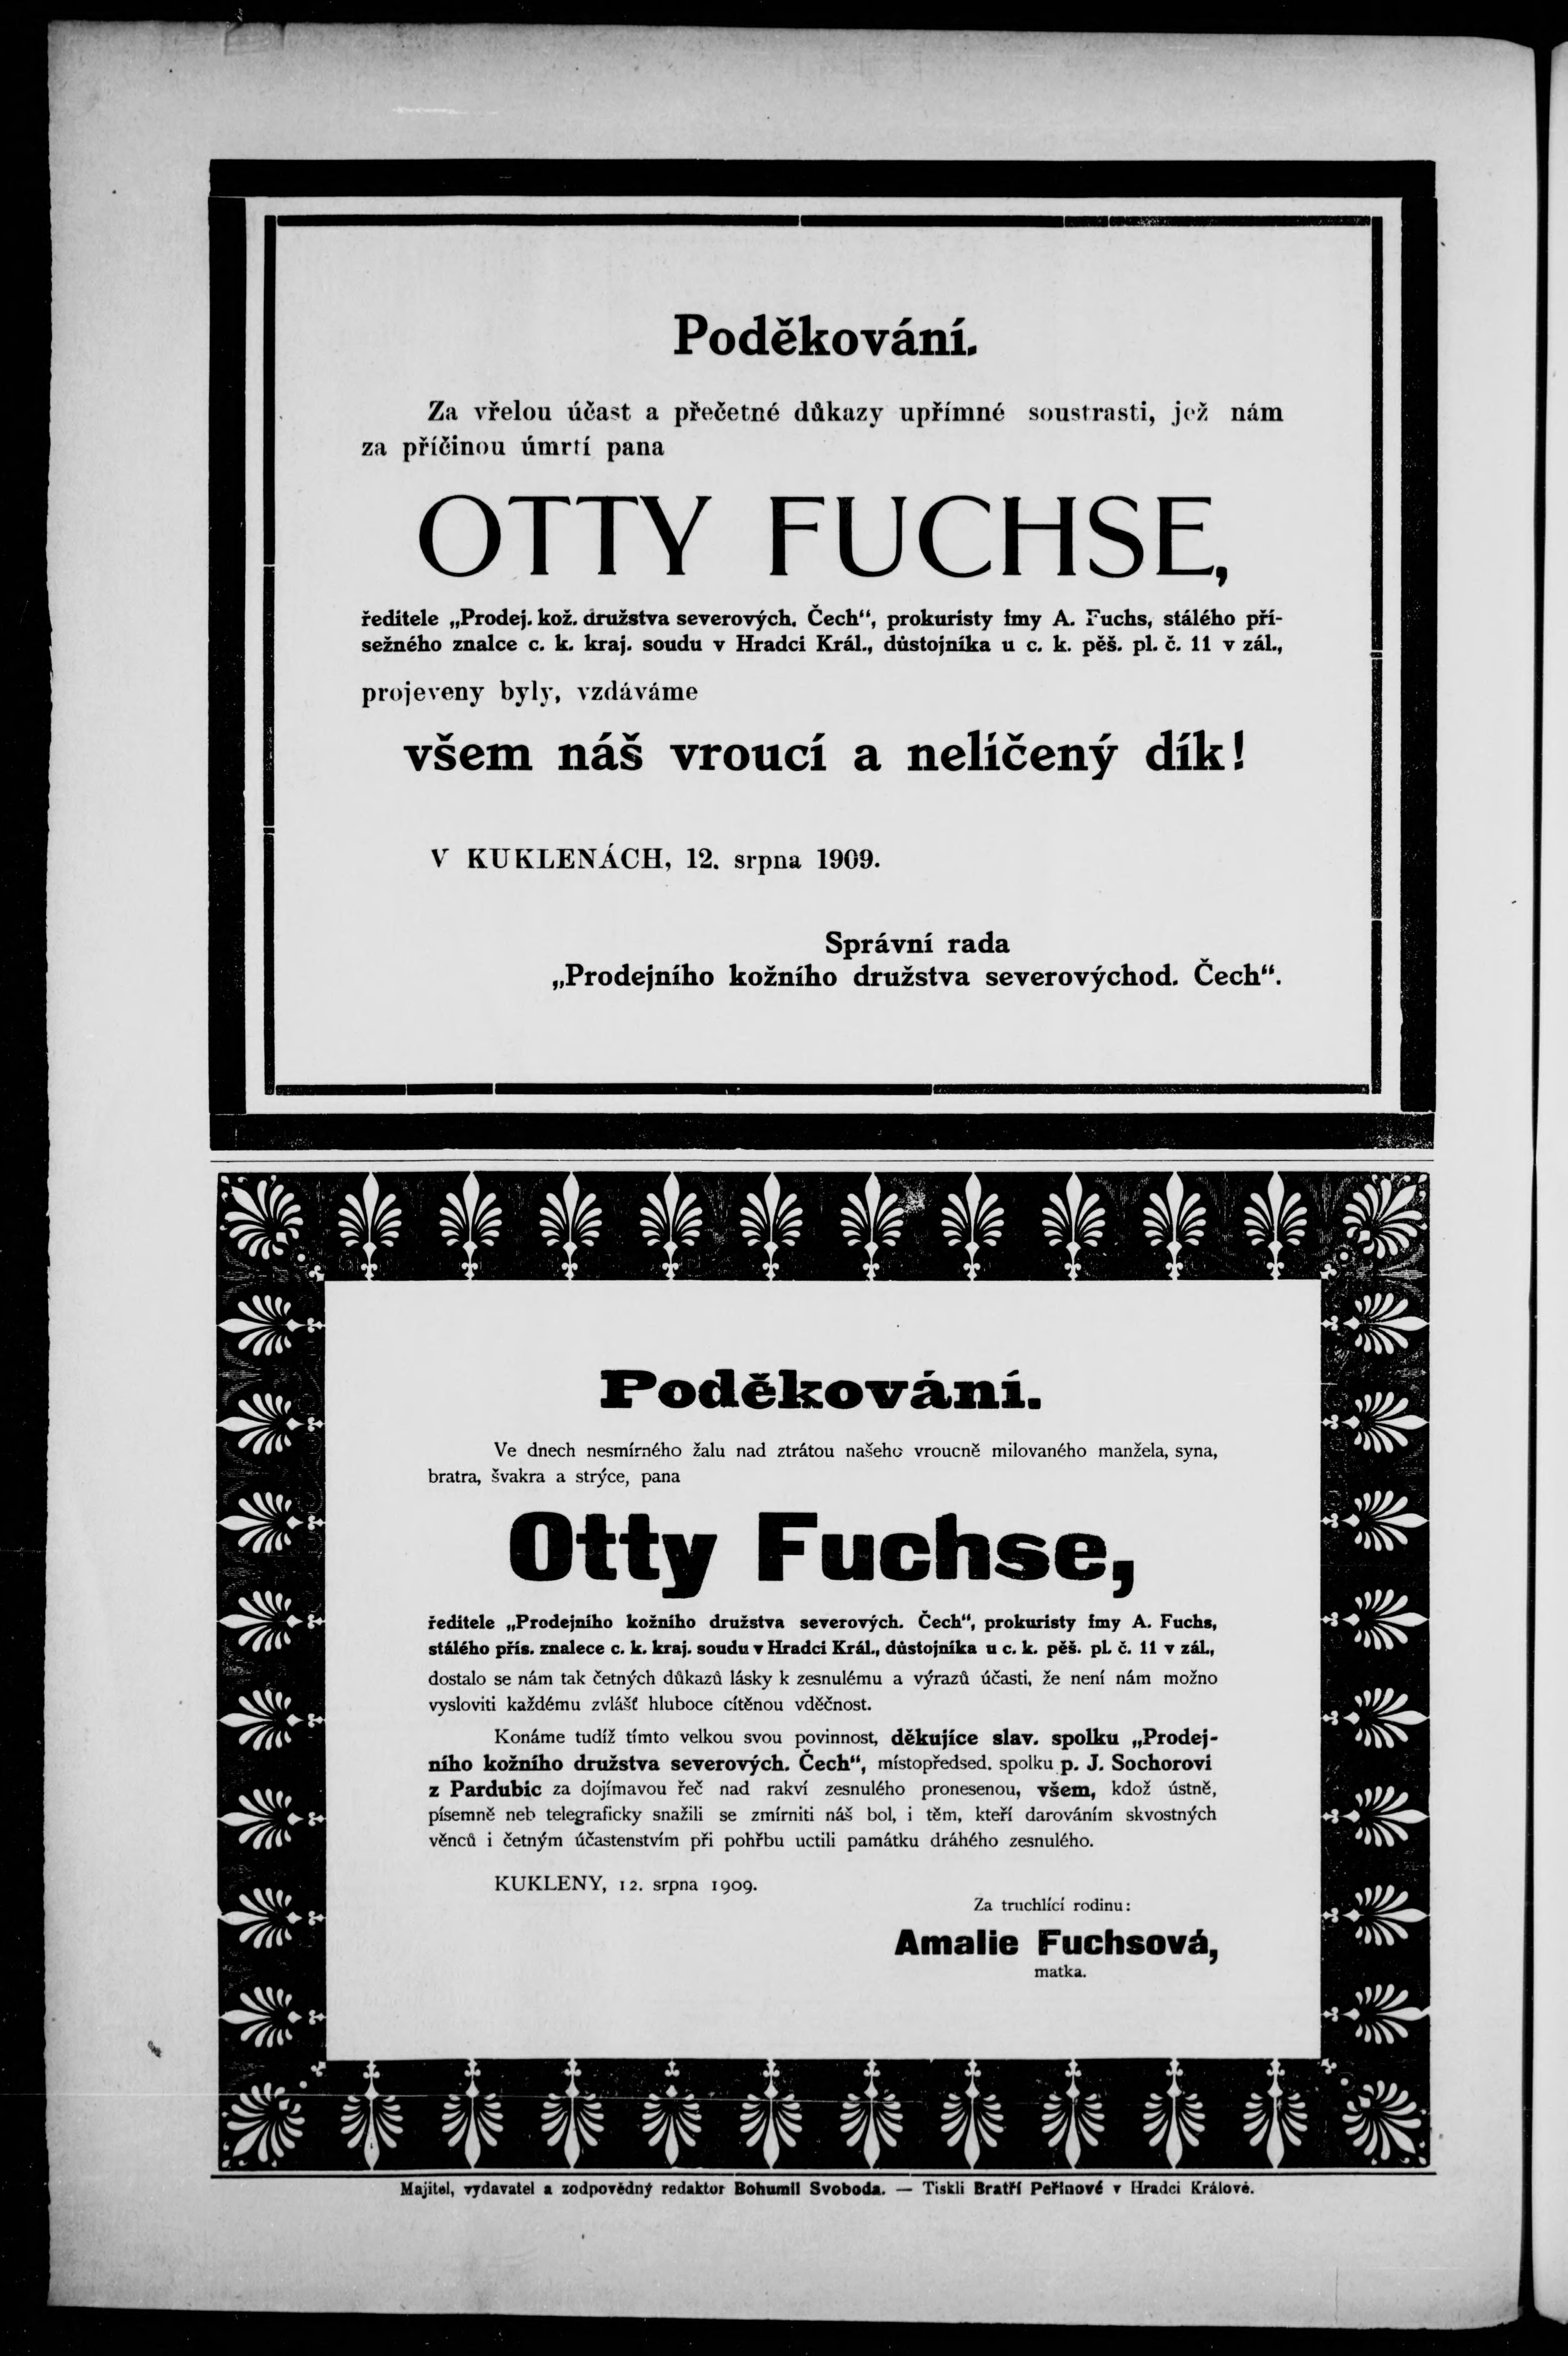 Poděkování.
Za vřelou účast a přečetné důkazy upřímné soustrasti, jež nám
za příčinou úmrtí pana
OTTY FUCHSE,
ředitele „Prodej. kož. družstva severových. Čech“, prokuristy fmy A. Fuchs, stálého pří-
sežného znalce c. k. kraj. soudu v Hradci Král., důstojníka u c. k. pěš. pl. č. 11 v zál.,
projeveny byly, vzdáváme
všem náš vroucí a nelíčený dík!
V KUKLENÁCH, 12. srpna 1909.
Správní rada
„Prodejního kožního družstva severovýchod. Čech“.
Poděkování.
Ve dnech nesmírného žalu nad ztrátou našeho vroucně milovaného manžela, syna,
bratra, švakra a strýce, pana
Otty Fuchse,
ředitele „Prodejního kožního družstva severových. Čech“, prokuristy fmy A. Fuchs,
stálého přís. znalece c. k. kraj. soudu v Hradci Král., důstojníka u c. k. pěš. pl. č. 11 v zál.,
dostalo se nám tak četných důkazů lásky k zesnulému a výrazů účasti, že není nám možno
vysloviti každému zvlášť hluboce cítěnou vděčnost.
Konáme tudíž tímto velkou svou povinnost, děkujíce slav. spolku „Prodej-
ního kožního družstva severových. Čech“, místopředsed. spolku p. J. Sochorovi
z Pardubic za dojímavou řeč nad rakví zesnulého pronesenou, všem, kdož ústně,
písemně neb telegraficky snažili se zmírniti náš bol, i těm, kteří darováním skvostných
věnců i četným účastenstvím při pohřbu uctili památku dráhého zesnulého.
KUKLENY, 12. srpna 1909.
Za truchlící rodinu:
Amalie Fuchsová,
matka.
Majitel, vydavatel a zodpovědný redaktor Bohumil Svoboda. — Tiskli Bratří Peřinové v Hradci Králové.